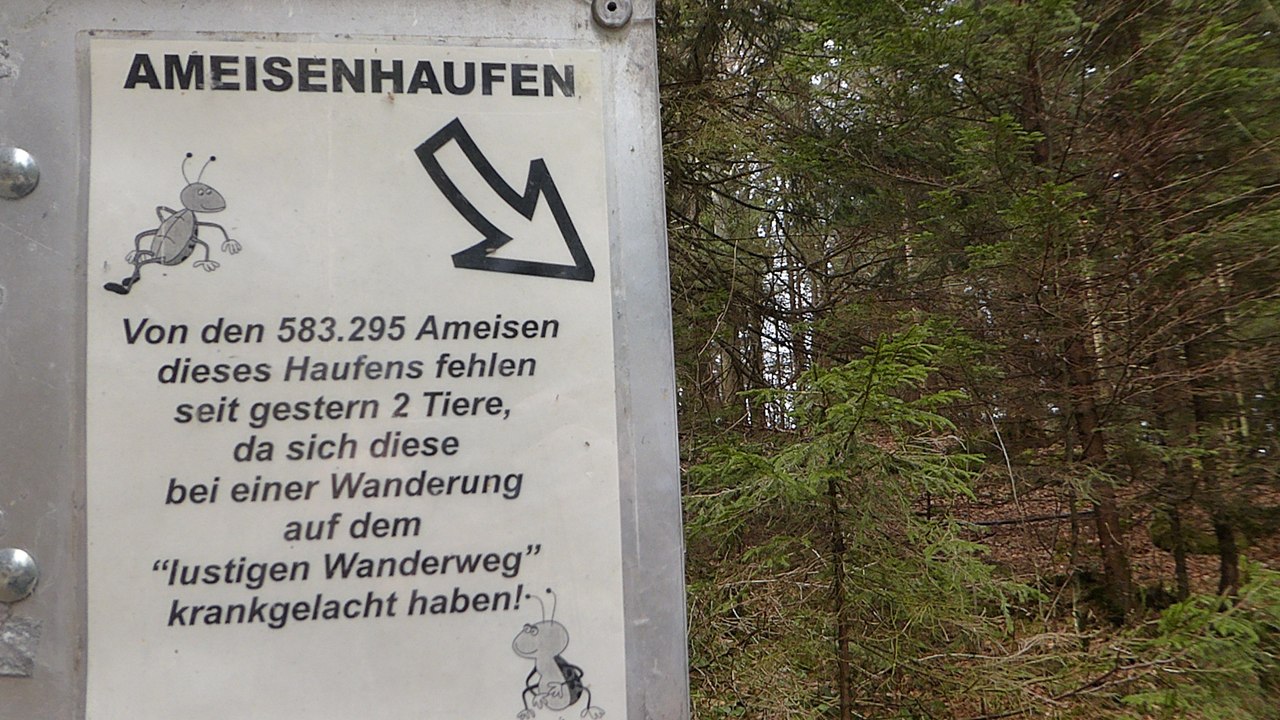 AMEISENHAUFEN
Von den 583.295 Ameisen
dieses Haufens fehlen
seit gestern 2 Tiere,
da sich diese
bei einer Wanderung
auf dem
“lustigen Wanderweg”
krankgelacht haben!